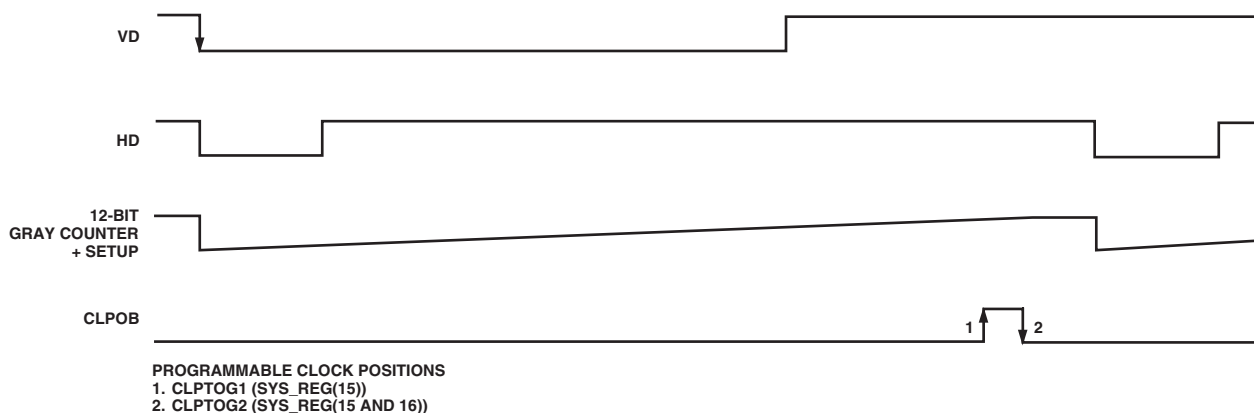 VD
HD
12-BIT
GRAY COUNTER
+ SETUP
CLPOB
1
2
PROGRAMMABLE CLOCK POSITIONS
1. CLPTOG1 (SYS_REG(15))
2. CLPTOG2 (SYS_REG(15 AND 16))